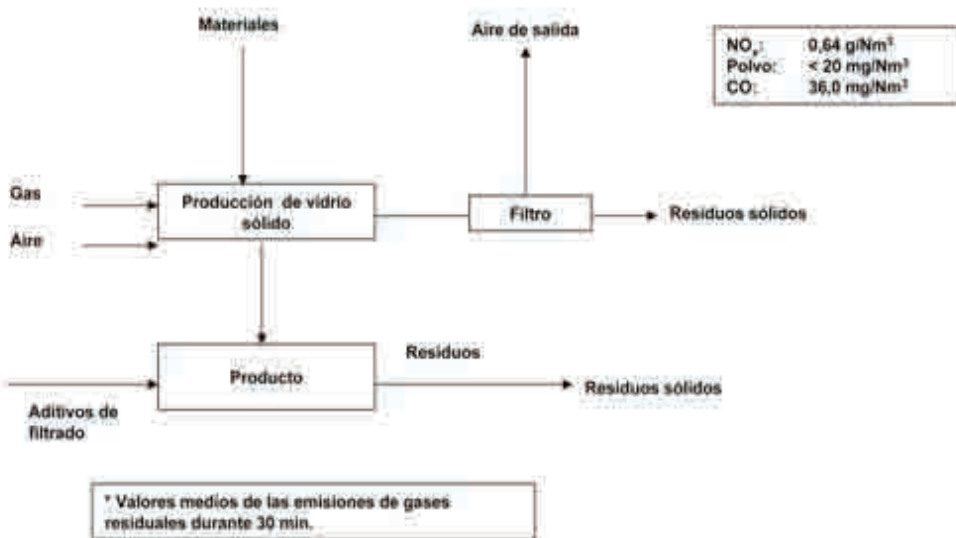 Materiales
Aire de salida
NOx: 0,64 g/Nm3
Polvo: < 20 mg/Nm3
CO: 36,0 mg/Nm3
Gas
Aire
Producción de vidrio
sólido
Filtro
Residuos sólidos
Residuos
Producto
Residuos sólidos
Aditivos de
filtrado
* Valores medios de las emisiones de gases
residuales durante 30 min.